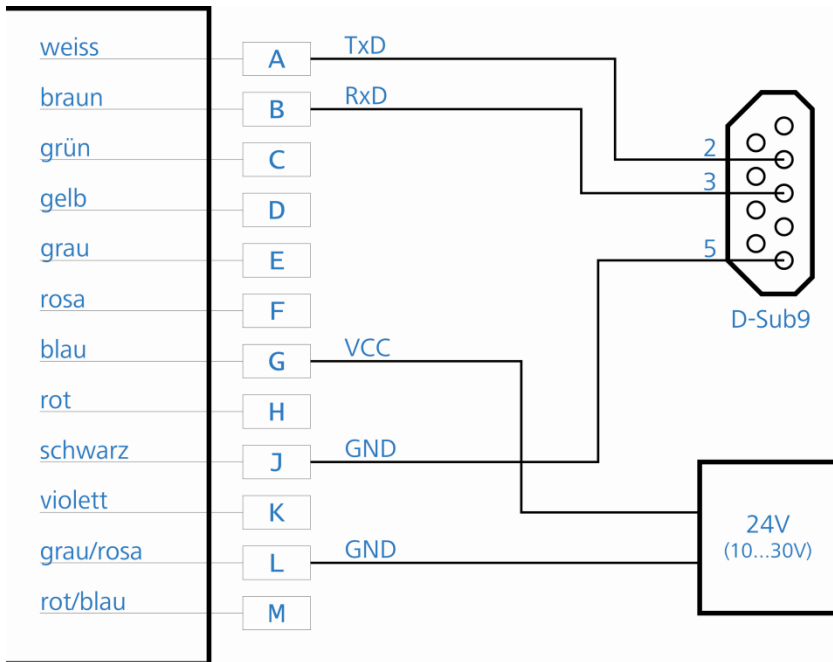 weiss A TxD
braun B RxD
grün C
2
gelb D
3
grau E
5
rosa F
D-Sub9
blau G VCC
rot H
schwarz J GND
violett K
24V
grau/rosa L GND
(10...30V)
rot/blau M